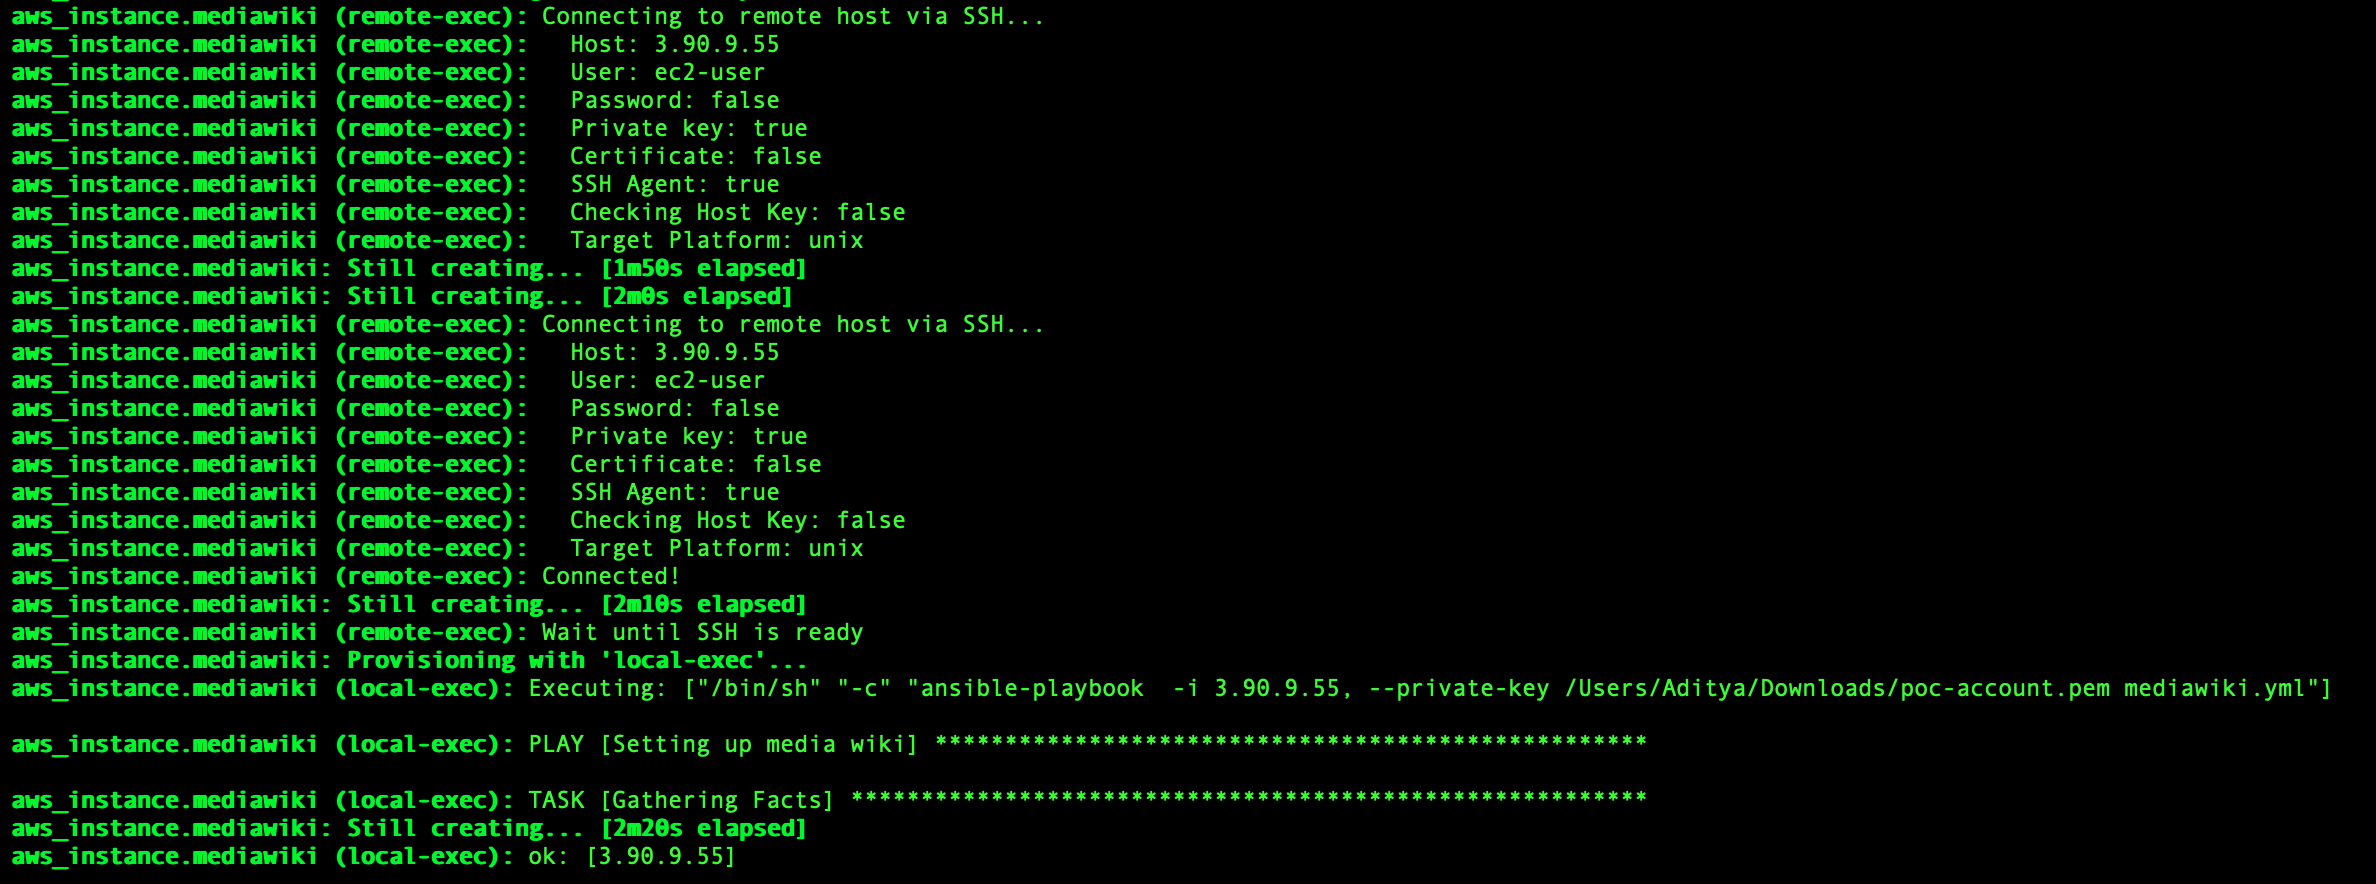 aws_instance.mediawiki (remote-exec): Connecting to remote host via SSH...
aws_instance.mediawiki (remote-exec):   Host: 3.90.9.55
aws_instance.mediawiki (remote-exec):   User: ec2-user
aws_instance.mediawiki (remote-exec):   Password: false
aws_instance.mediawiki (remote-exec):   Private key: true
aws_instance.mediawiki (remote-exec):   Certificate: false
aws_instance.mediawiki (remote-exec):   SSH Agent: true
aws_instance.mediawiki (remote-exec):   Checking Host Key: false
aws_instance.mediawiki (remote-exec):   Target Platform: unix
aws_instance.mediawiki: Still creating... [1m50s elapsed]
aws_instance.mediawiki: Still creating... [2m0s elapsed]
aws_instance.mediawiki (remote-exec): Connecting to remote host via SSH...
aws_instance.mediawiki (remote-exec):   Host: 3.90.9.55
aws_instance.mediawiki (remote-exec):   User: ec2-user
aws_instance.mediawiki (remote-exec):   Password: false
aws_instance.mediawiki (remote-exec):   Private key: true
aws_instance.mediawiki (remote-exec):   Certificate: false
aws_instance.mediawiki (remote-exec):   SSH Agent: true
aws_instance.mediawiki (remote-exec):   Checking Host Key: false
aws_instance.mediawiki (remote-exec):   Target Platform: unix
aws_instance.mediawiki (remote-exec): Connected!
aws_instance.mediawiki: Still creating... [2m10s elapsed]
aws_instance.mediawiki (remote-exec): Wait until SSH is ready
aws_instance.mediawiki: Provisioning with 'local-exec'...
aws_instance.mediawiki (local-exec): Executing: ["/bin/sh" "-c" "ansible-playbook  -i 3.90.9.55, --private-key /Users/Aditya/Downloads/poc-account.pem mediawiki.yml"]
aws_instance.mediawiki (local-exec): PLAY [Setting up media wiki] ***************************************************
aws_instance.mediawiki (local-exec): TASK [Gathering Facts] *********************************************************
aws_instance.mediawiki: Still creating... [2m20s elapsed]
aws_instance.mediawiki (local-exec): ok: [3.90.9.55]